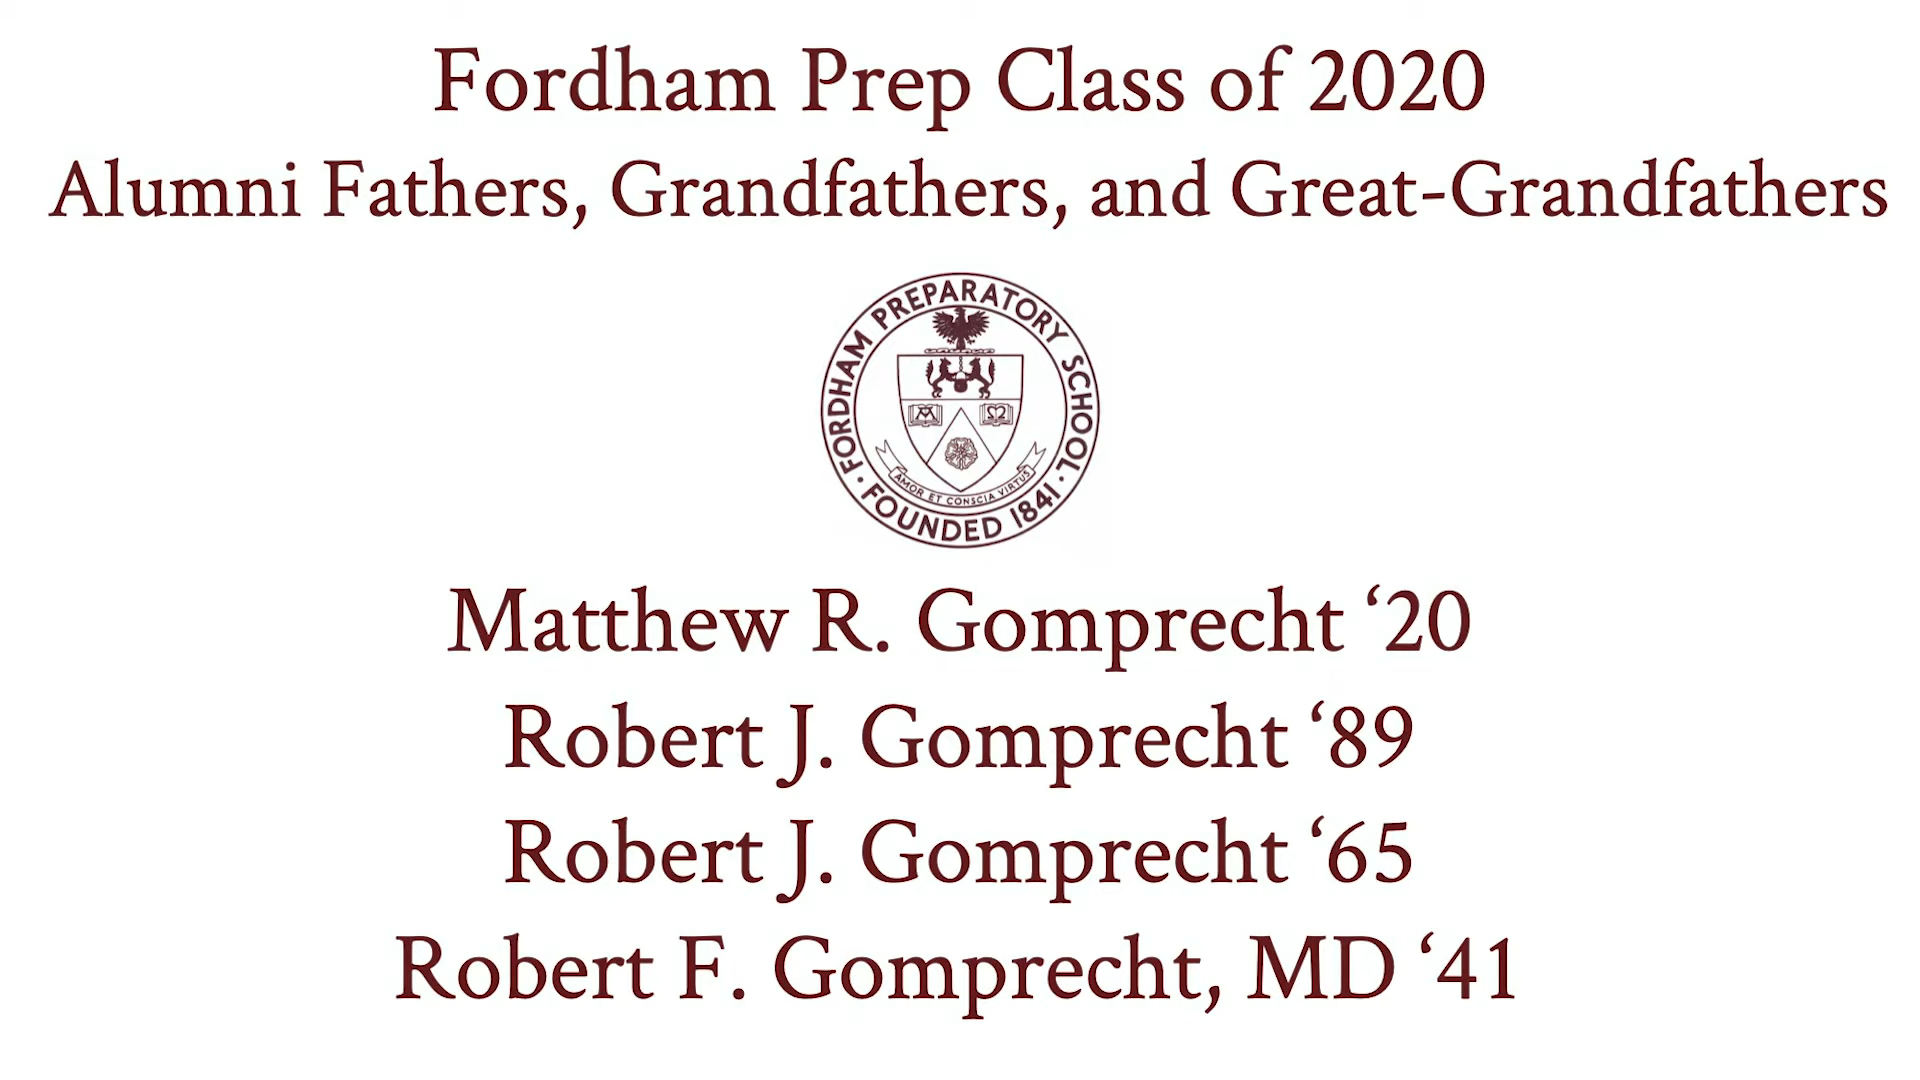 Fordham Prep Class of 2020
Alumni Fathers, Grandfathers, and Great-Grandfathers
FORDHAM PREPARATORY SCHOOL
AMOR ET CONSCIA VIRTUS
· FOUNDED 1841 ·
Matthew R. Gomprecht ‘20
Robert J. Gomprecht ‘89
Robert J. Gomprecht ‘65
Robert F. Gomprecht, MD ‘41